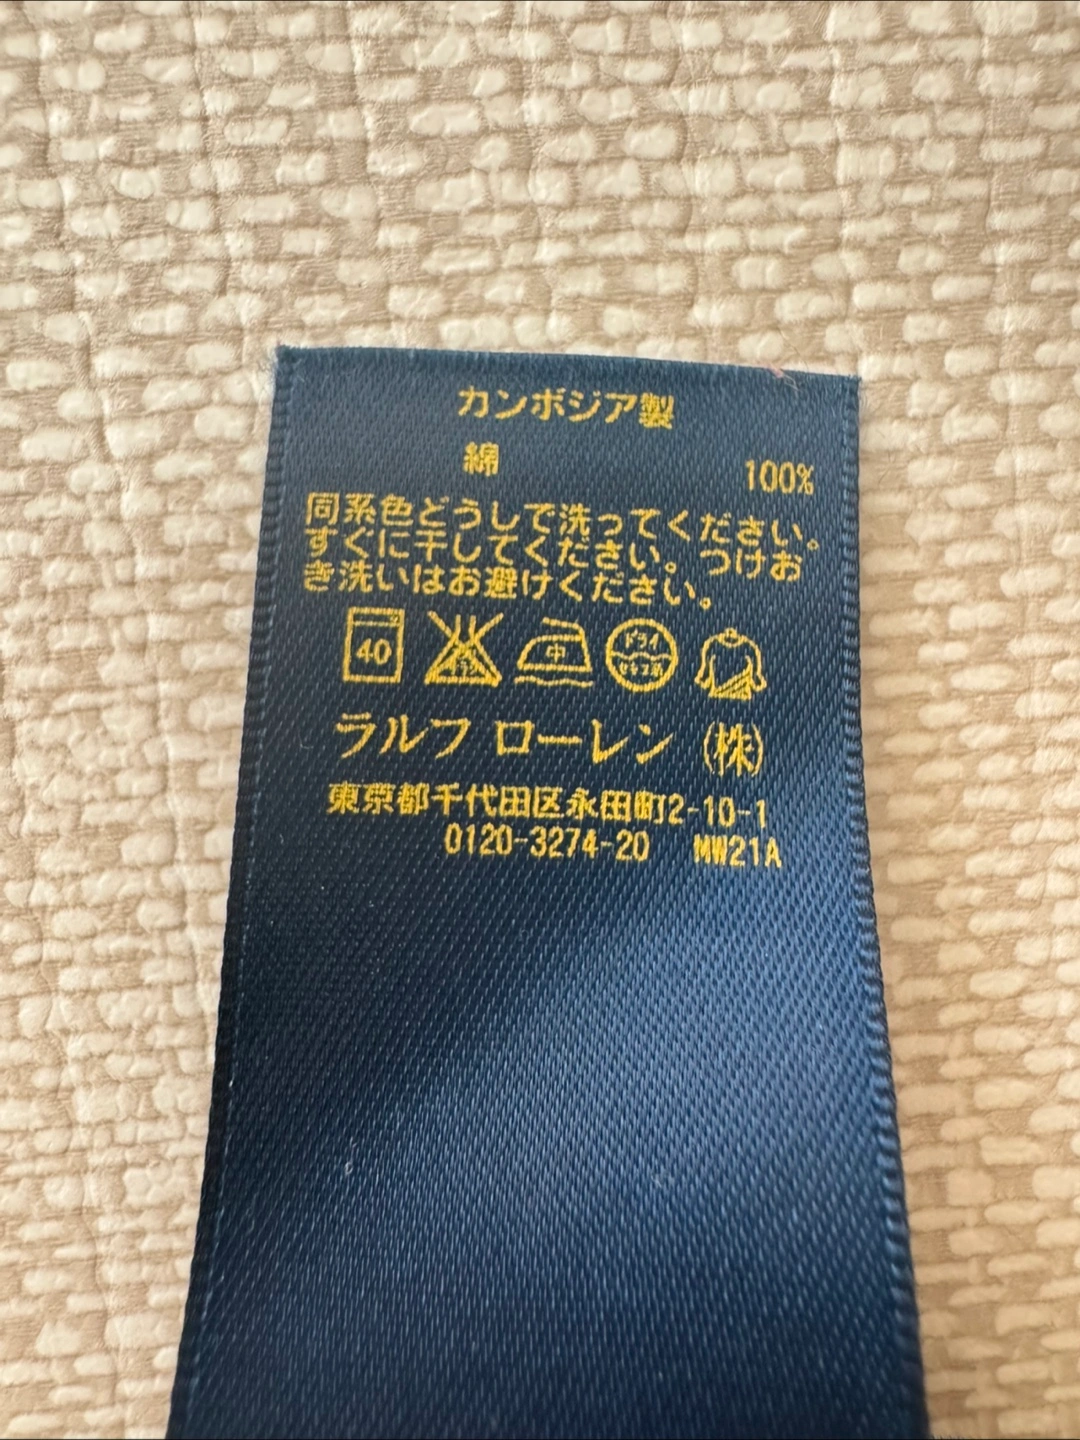 カンボジア製
綿 100%
同系色どうしで洗ってください。
すぐに干してください。つけお
き洗いはお避けください。
40 中 ドライ
ラルフ ローレン (株)
東京都千代田区永田町2-10-1
0120-3274-20 MW21A